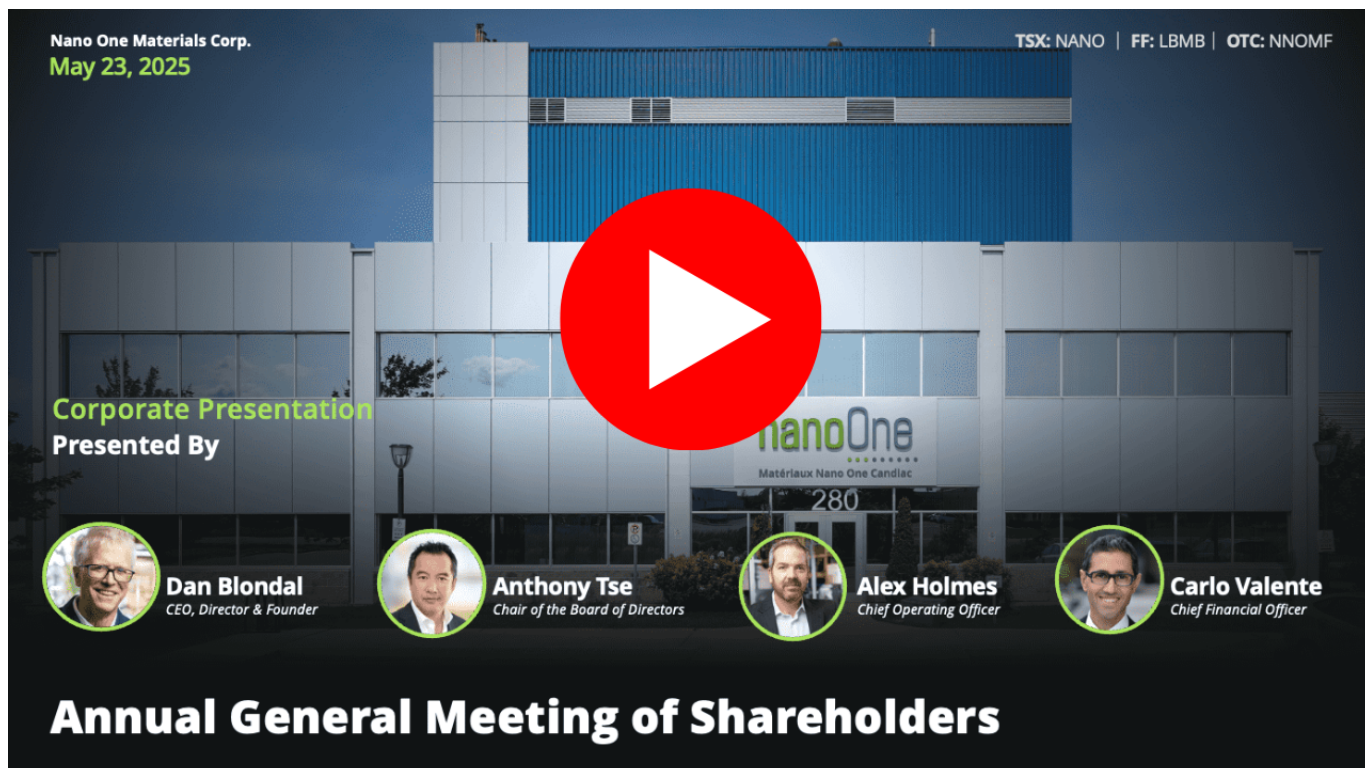 Nano One Materials Corp.
May 23, 2025
TSX: NANO | FF: LBMB | OTC: NNOMF
Corporate Presentation
Presented By
nanoOne
Matériaux Nano One Candiac
280
Dan Blondal
CEO, Director & Founder
Anthony Tse
Chair of the Board of Directors
Alex Holmes
Chief Operating Officer
Carlo Valente
Chief Financial Officer
Annual General Meeting of Shareholders